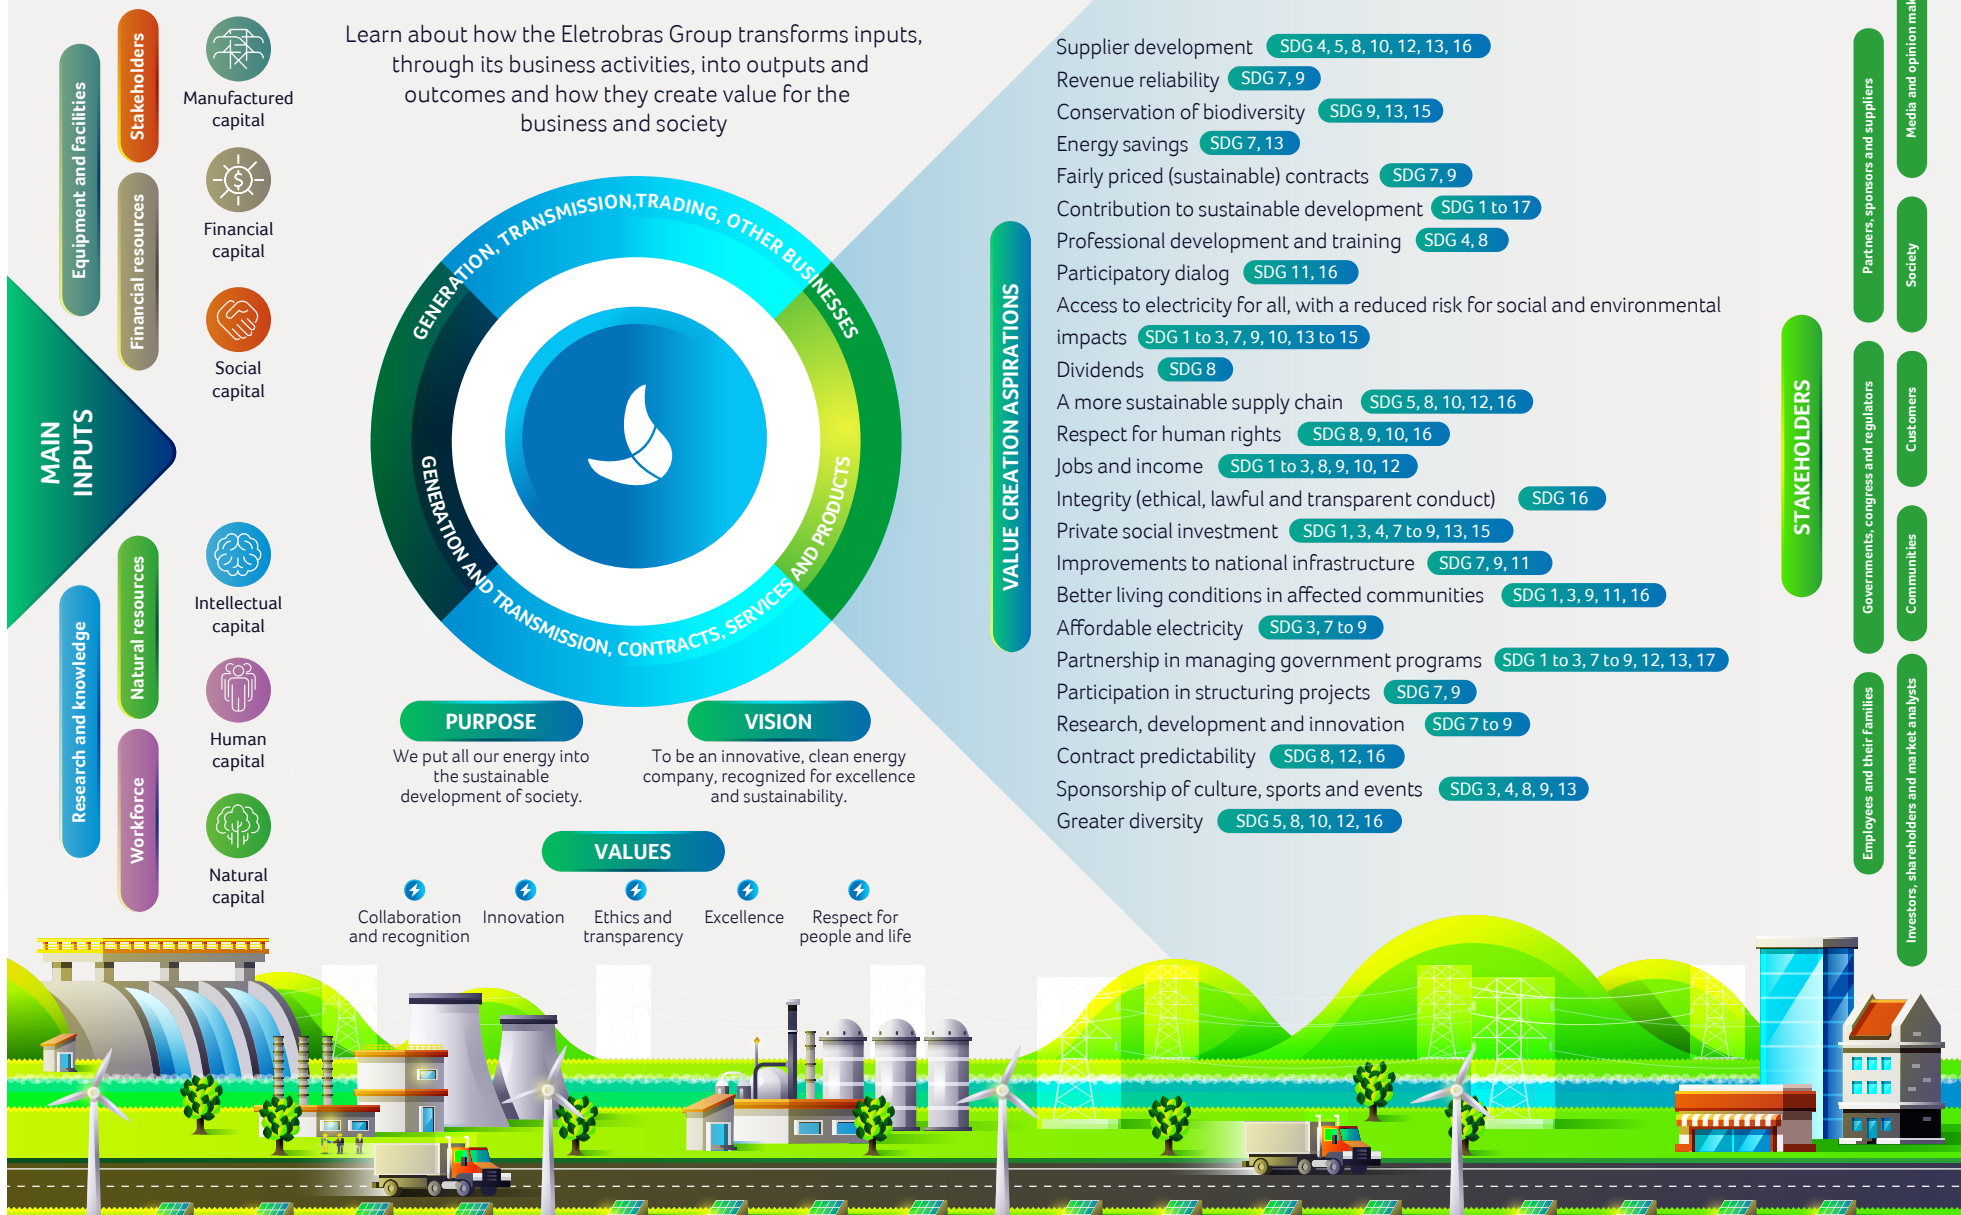 Learn about how the Eletrobras Group transforms inputs,
through its business activities, into outputs and
outcomes and how they create value for the
business and society
MAIN
INPUTS
Equipment and facilities
Stakeholders
Financial resources
Research and knowledge
Natural resources
Workforce
Manufactured
capital
Financial
capital
Social
capital
Intellectual
capital
Human
capital
Natural
capital
GENERATION, TRANSMISSION,TRADING, OTHER BUSINESSES
GENERATION AND TRANSMISSION, CONTRACTS, SERVICES AND PRODUCTS
PURPOSE
We put all our energy into
the sustainable
development of society.
VISION
To be an innovative, clean energy
company, recognized for excellence
and sustainability.
VALUES
Collaboration
and recognition
Innovation
Ethics and
transparency
Excellence
Respect for
people and life
VALUE CREATION ASPIRATIONS
Supplier development SDG 4, 5, 8, 10, 12, 13, 16
Revenue reliability SDG 7, 9
Conservation of biodiversity SDG 9, 13, 15
Energy savings SDG 7, 13
Fairly priced (sustainable) contracts SDG 7, 9
Contribution to sustainable development SDG 1 to 17
Professional development and training SDG 4, 8
Participatory dialog SDG 11, 16
Access to electricity for all, with a reduced risk for social and environmental
impacts SDG 1 to 3, 7, 9, 10, 13 to 15
Dividends SDG 8
A more sustainable supply chain SDG 5, 8, 10, 12, 16
Respect for human rights SDG 8, 9, 10, 16
Jobs and income SDG 1 to 3, 8, 9, 10, 12
Integrity (ethical, lawful and transparent conduct) SDG 16
Private social investment SDG 1, 3, 4, 7 to 9, 13, 15
Improvements to national infrastructure SDG 7, 9, 11
Better living conditions in affected communities SDG 1, 3, 9, 11, 16
Affordable electricity SDG 3, 7 to 9
Partnership in managing government programs SDG 1 to 3, 7 to 9, 12, 13, 17
Participation in structuring projects SDG 7, 9
Research, development and innovation SDG 7 to 9
Contract predictability SDG 8, 12, 16
Sponsorship of culture, sports and events SDG 3, 4, 8, 9, 13
Greater diversity SDG 5, 8, 10, 12, 16
STAKEHOLDERS
Partners, sponsors and suppliers
Governments, congress and regulators
Employees and their families
Media and opinion mak
Society
Customers
Communities
Investors, shareholders and market analysts